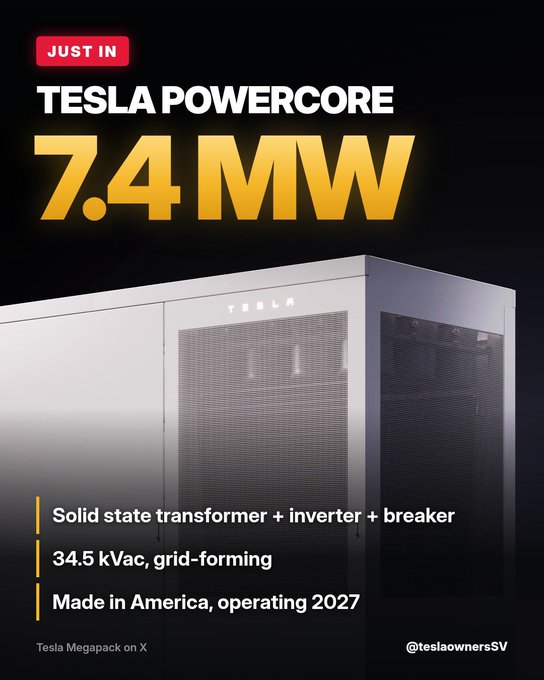 JUST IN
TESLA POWERCORE
7.4 MW
TESLA
Solid state transformer + inverter + breaker
34.5 kVac, grid-forming
Made in America, operating 2027
Tesla Megapack on X
@teslaownersSV